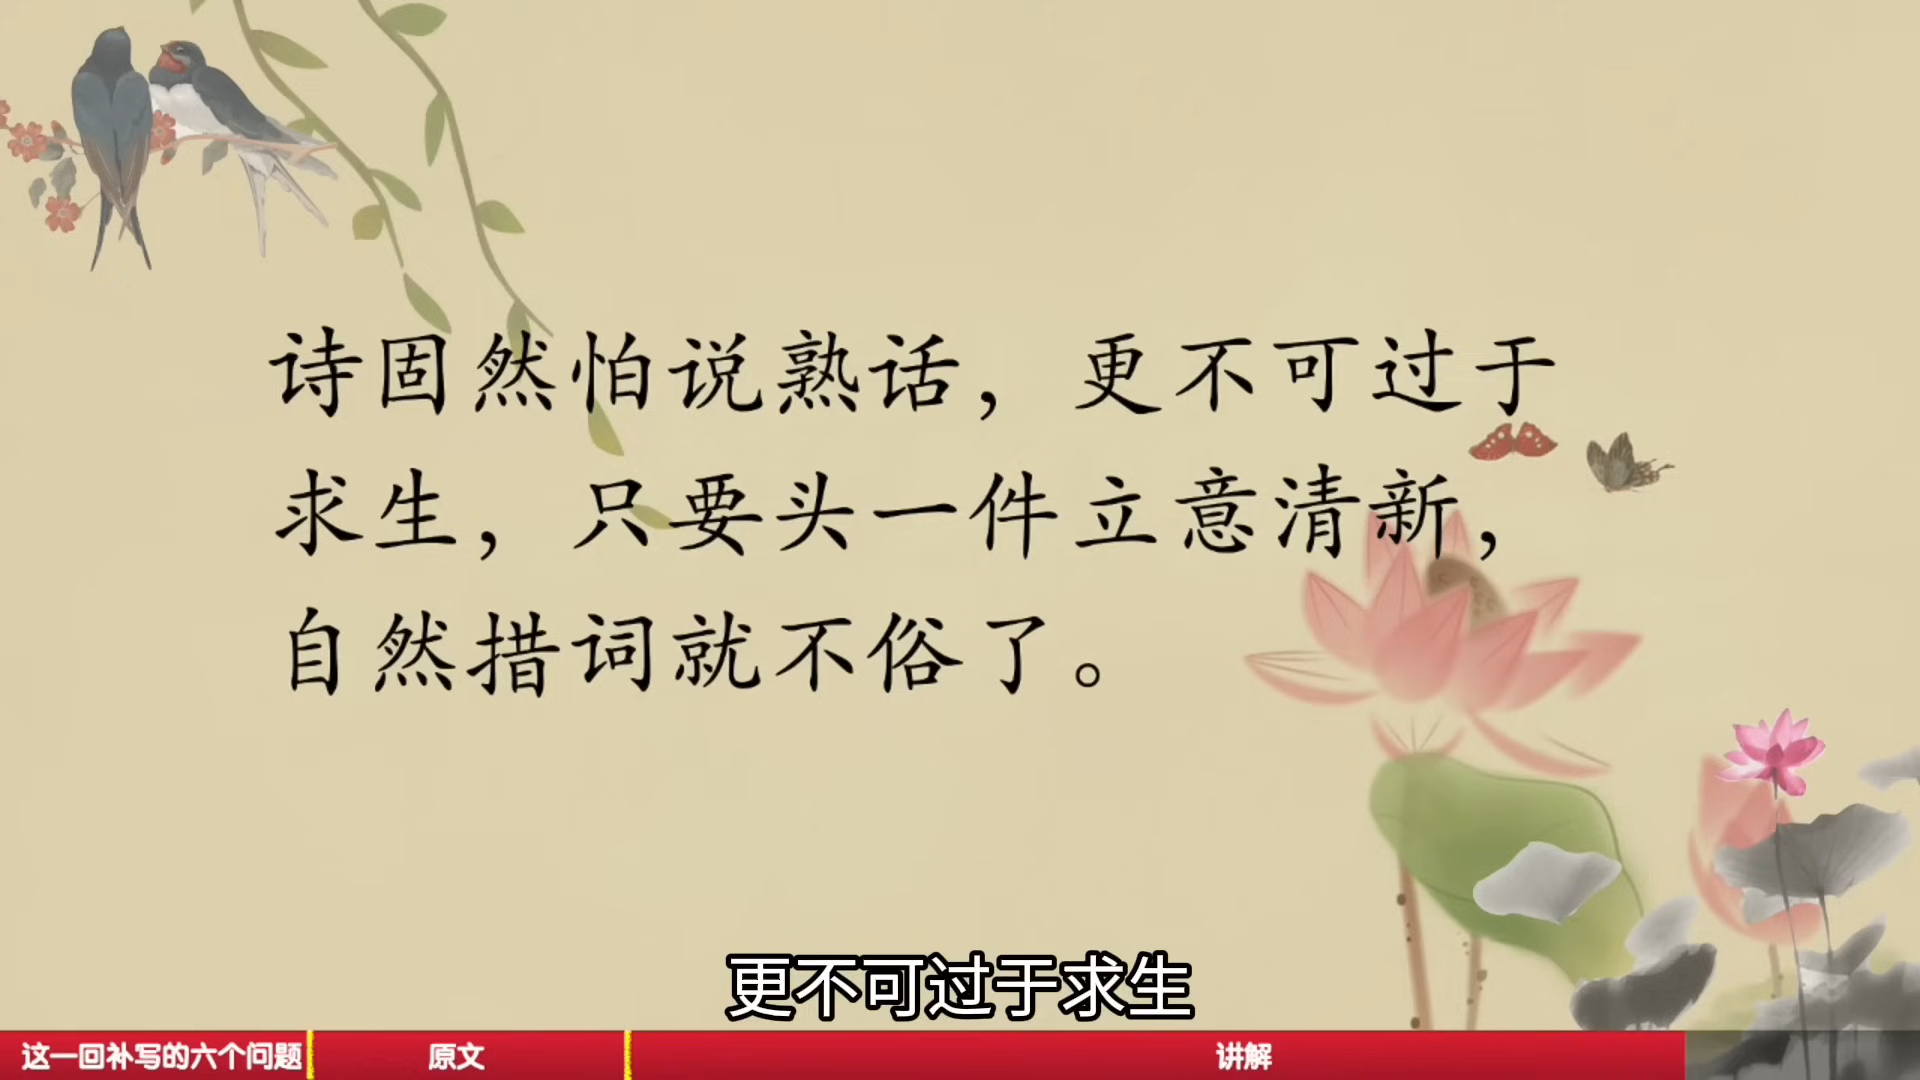 诗固然怕说熟话，更不可过于
求生，只要头一件立意清新，
自然措词就不俗了。
更不可过于求生
这一回补写的六个问题
原文
讲解